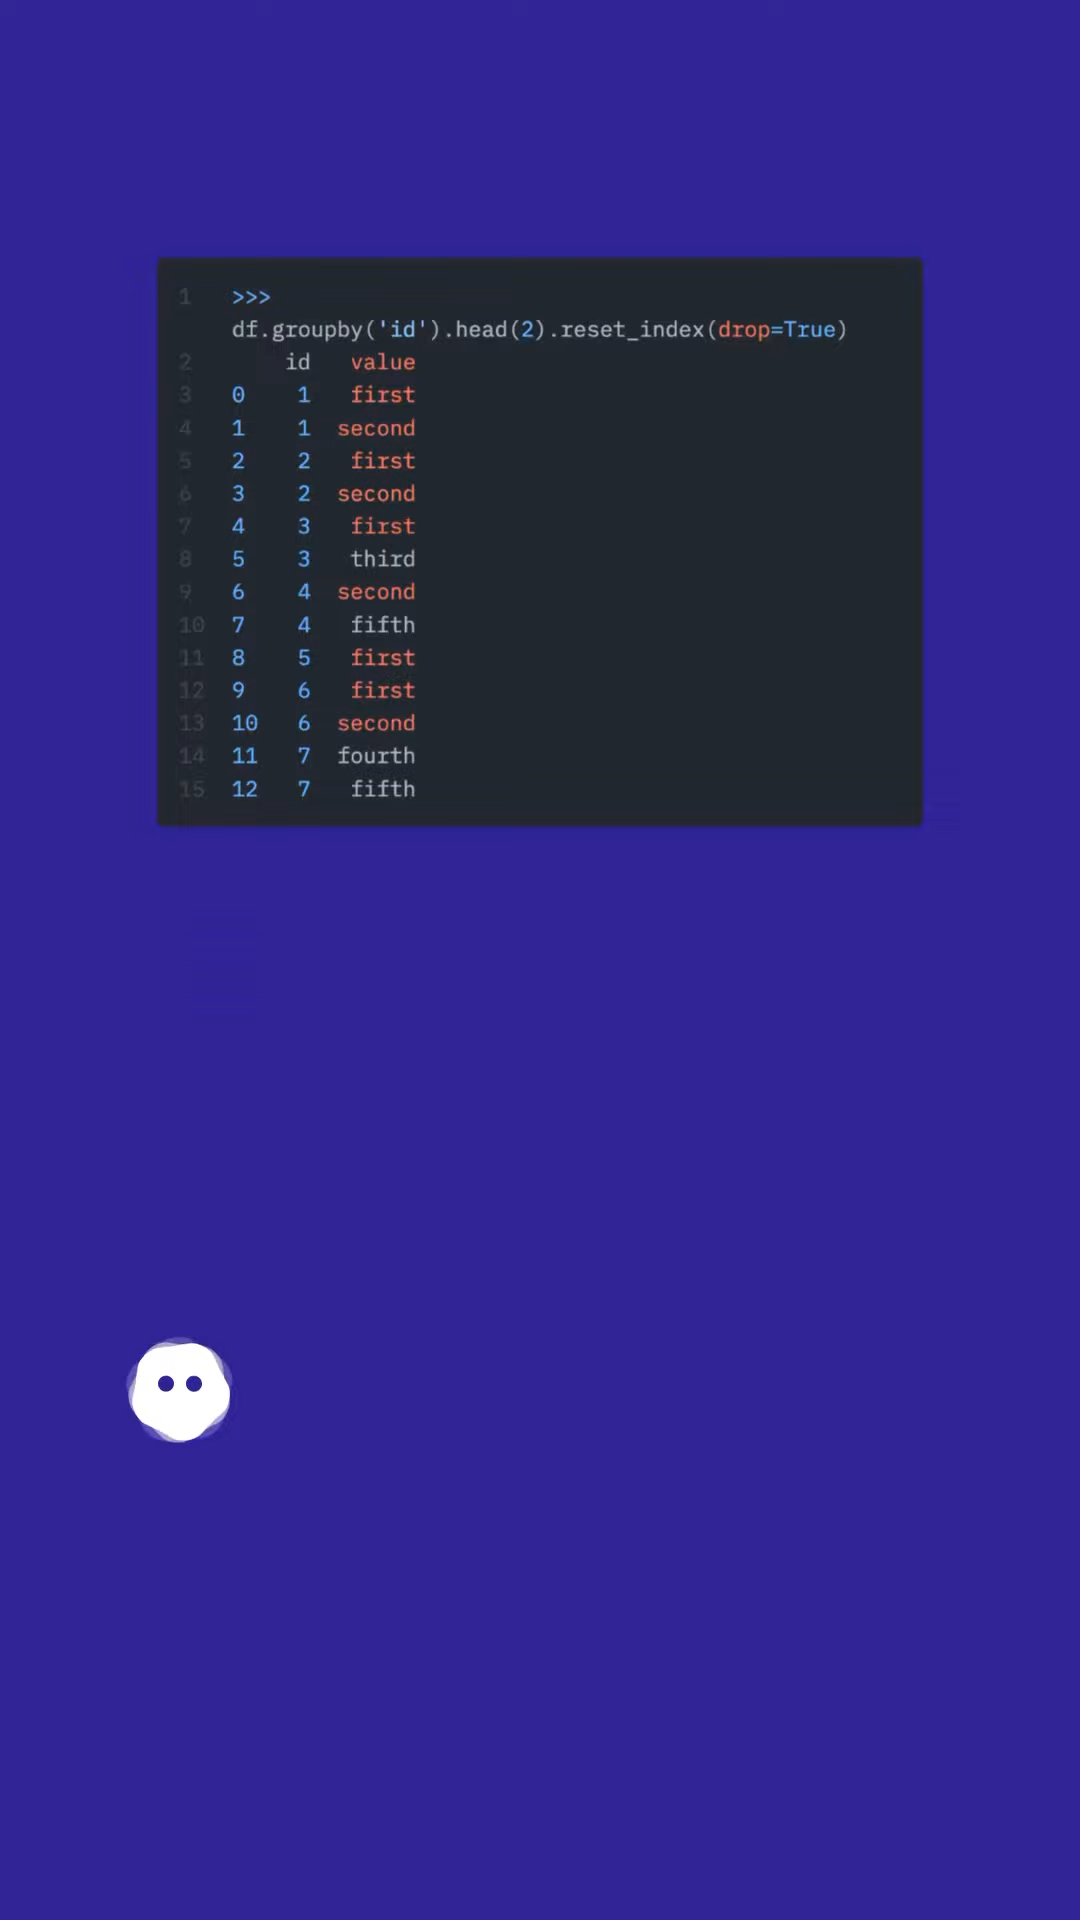 1 >>>
df.groupby('id').head(2).reset_index(drop=True)
2 id value
3 0 1 first
4 1 1 second
5 2 2 first
6 3 2 second
7 4 3 first
8 5 3 third
9 6 4 second
10 7 4 fifth
11 8 5 first
12 9 6 first
13 10 6 second
14 11 7 fourth
15 12 7 fifth